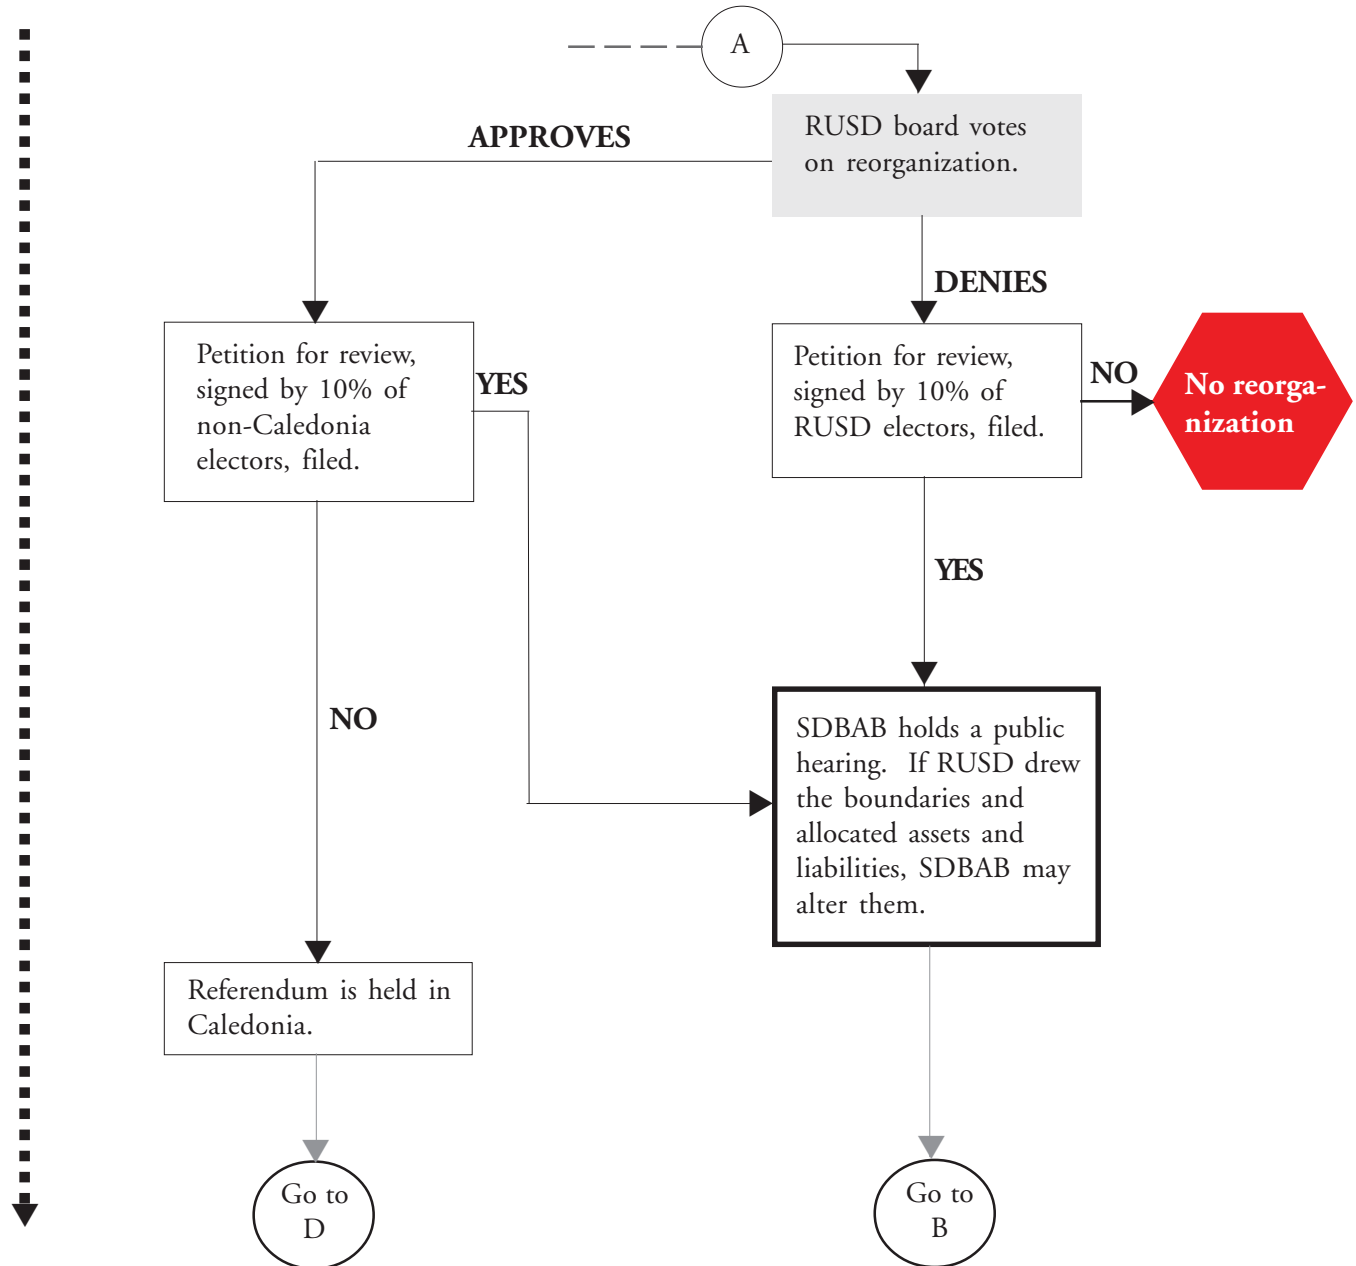 A
RUSD board votes
on reorganization.
APPROVES
DENIES
Petition for review,
signed by 10% of
non-Caledonia
electors, filed.
YES
Petition for review,
signed by 10% of
RUSD electors, filed.
NO
No reorga-
nization
YES
NO
SDBAB holds a public
hearing. If RUSD drew
the boundaries and
allocated assets and
liabilities, SDBAB may
alter them.
Referendum is held in
Caledonia.
Go to
D
Go to
B